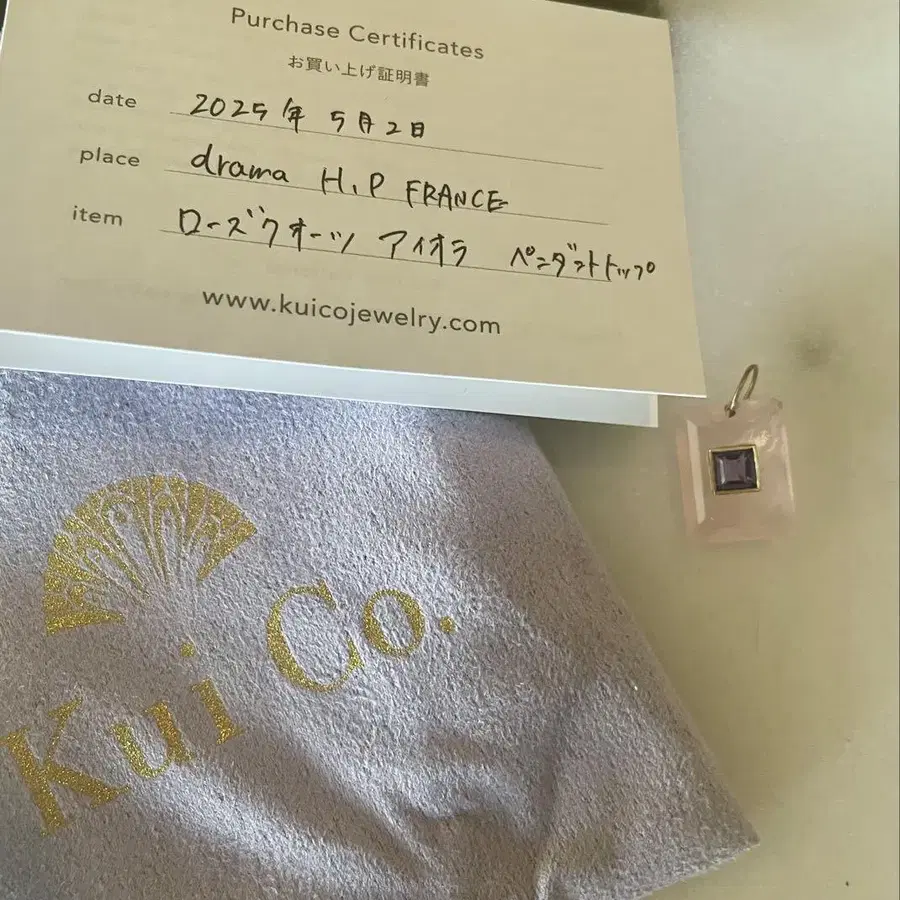 Purchase Certificates
お買い上げ証明書
date 2025年 5月2日
place drama H.P FRANCE
item ローズクオーツ アイオラ ペンダントトップ
www.kuicojewelry.com
Kui Co.